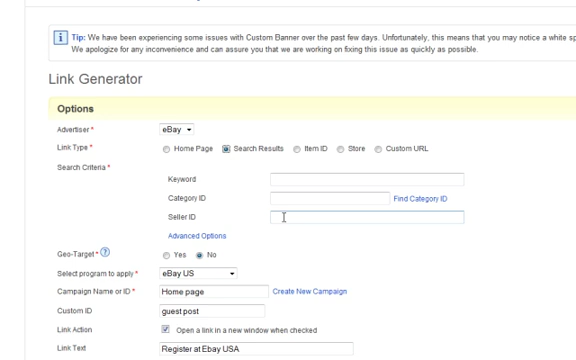 Tip: We have been experiencing some issues with Custom Banner over the past few days. Unfortunately, this means that you may notice a white
We apologize for any inconvenience and can assure you that we are working on fixing this issue as quickly as possible.
Link Generator
Options
Advertiser * eBay
Link Type * Home Page Search Results Item ID Store Custom URL
Search Criteria *
Keyword
Category ID Find Category ID
Seller ID
Advanced Options
Geo-Target * ? Yes No
Select program to apply * eBay US
Campaign Name or ID * Home page Create New Campaign
Custom ID guest post
Link Action Open a link in a new window when checked
Link Text Register at Ebay USA